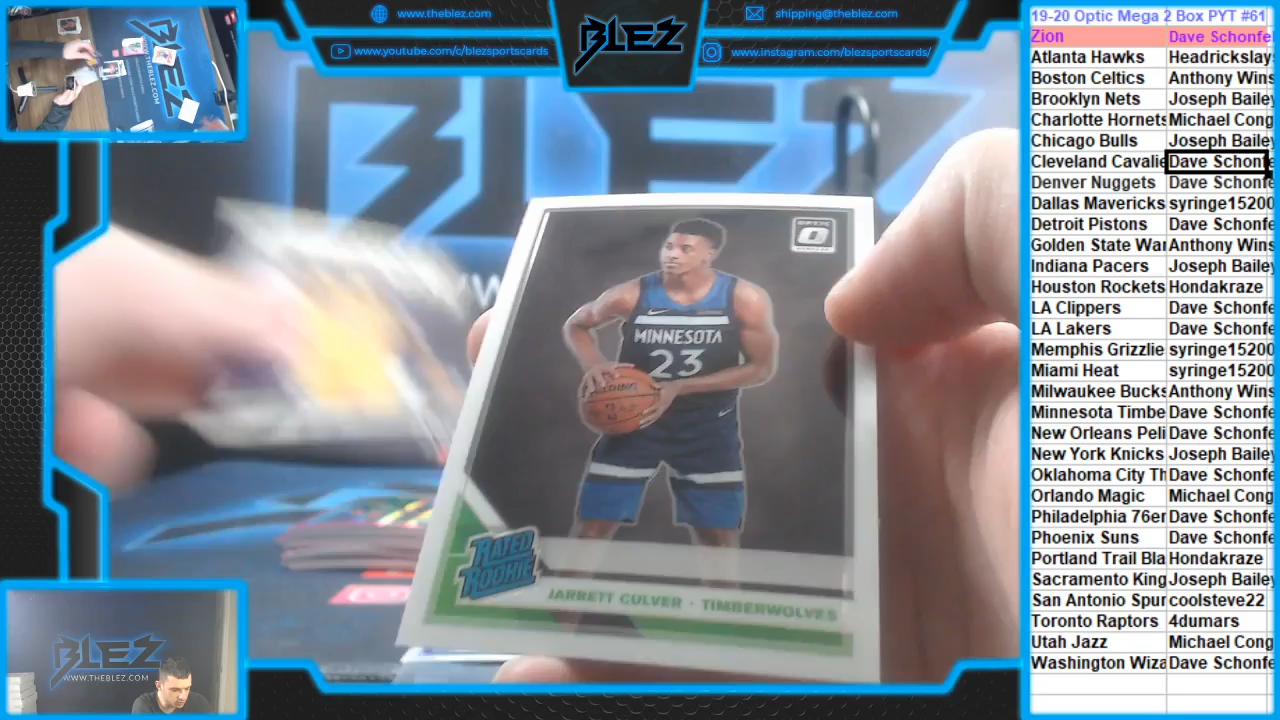 www.theblez.com
shipping@theblez.com
www.youtube.com/c/blezsportscards
www.instagram.com/blezsportscards/
BLEZ
BLEZ
OPTIC
MINNESOTA
23
SPALDING
RATED ROOKIE
JARRETT CULVER · TIMBERWOLVES
BLEZ
WWW.THEBLEZ.COM
19-20 Optic Mega 2 Box PYT #61
Zion Dave Schonfe
Atlanta Hawks Headrickslay
Boston Celtics Anthony Wins
Brooklyn Nets Joseph Bailey
Charlotte Hornets Michael Cong
Chicago Bulls Joseph Bailey
Cleveland Cavalie Dave Schonfe
Denver Nuggets Dave Schonfe
Dallas Mavericks syringe15200
Detroit Pistons Dave Schonfe
Golden State War Anthony Wins
Indiana Pacers Joseph Bailey
Houston Rockets Hondakraze
LA Clippers Dave Schonfe
LA Lakers Dave Schonfe
Memphis Grizzlie syringe15200
Miami Heat syringe15200
Milwaukee Bucks Anthony Wins
Minnesota Timbe Dave Schonfe
New Orleans Peli Dave Schonfe
New York Knicks Joseph Bailey
Oklahoma City Th Dave Schonfe
Orlando Magic Michael Cong
Philadelphia 76er Dave Schonfe
Phoenix Suns Dave Schonfe
Portland Trail Bla Hondakraze
Sacramento King Joseph Bailey
San Antonio Spur coolsteve22
Toronto Raptors 4dumars
Utah Jazz Michael Cong
Washington Wiza Dave Schonfe